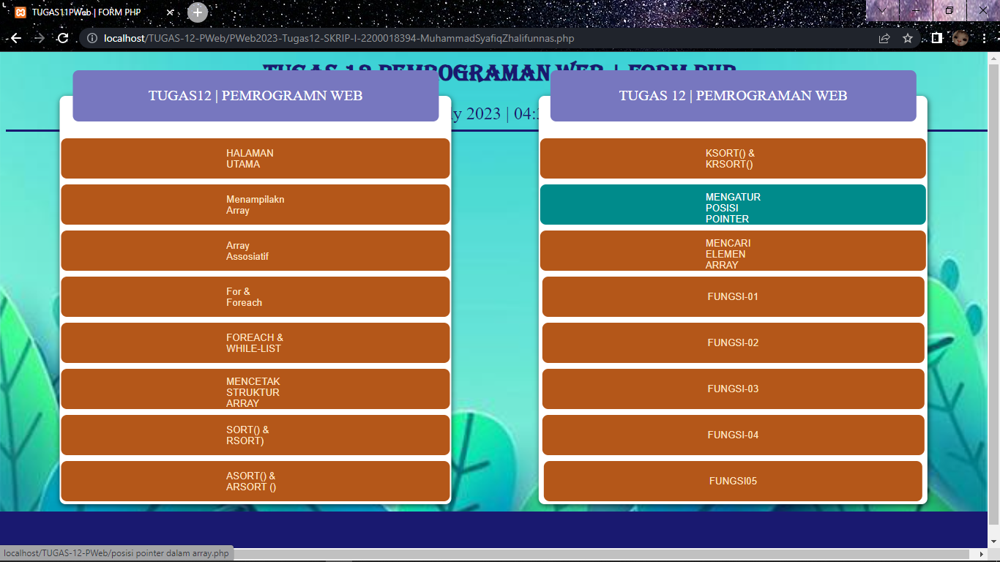 TUGAS11PWeb | FORM PHP
localhost/TUGAS-12-PWeb/PWeb2023-Tugas12-SKRIP-I-2200018394-MuhammadSyafiqZhalifunnas.php
TUGAS 12 PEMROGRAMAN WEB | FORM PHP
TUGAS12 | PEMROGRAMN WEB
2023 | 04:
HALAMAN
UTAMA
Menampilakn
Array
Array
Assosiatif
For &
Foreach
FOREACH &
WHILE-LIST
MENCETAK
STRUKTUR
ARRAY
SORT() &
RSORT)
ASORT() &
ARSORT ()
TUGAS 12 | PEMROGRAMAN WEB
KSORT() &
KRSORT()
MENGATUR
POSISI
POINTER
MENCARI
ELEMEN
ARRAY
FUNGSI-01
FUNGSI-02
FUNGSI-03
FUNGSI-04
FUNGSI05
localhost/TUGAS-12-PWeb/posisi pointer dalam array.php